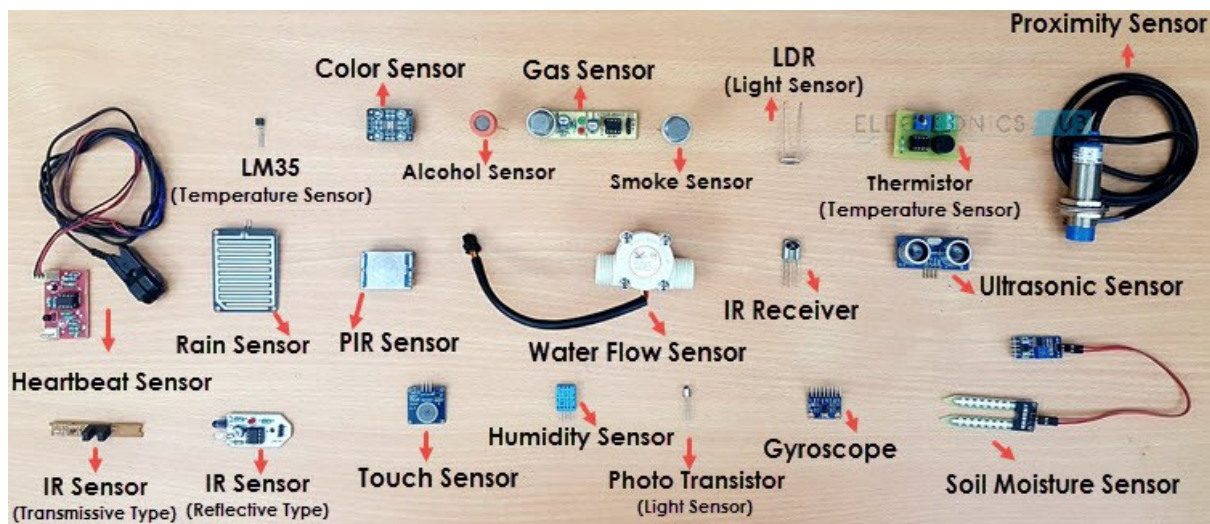 Proximity Sensor
Color Sensor
Gas Sensor
LDR
(Light Sensor)
ELECTRONICS HUB
LM35
(Temperature Sensor)
Alcohol Sensor
Smoke Sensor
Thermistor
(Temperature Sensor)
Rain Sensor
PIR Sensor
Water Flow Sensor
IR Receiver
Ultrasonic Sensor
Heartbeat Sensor
IR Sensor
(Transmissive Type)
IR Sensor
(Reflective Type)
Touch Sensor
Humidity Sensor
Photo Transistor
(Light Sensor)
Gyroscope
Soil Moisture Sensor